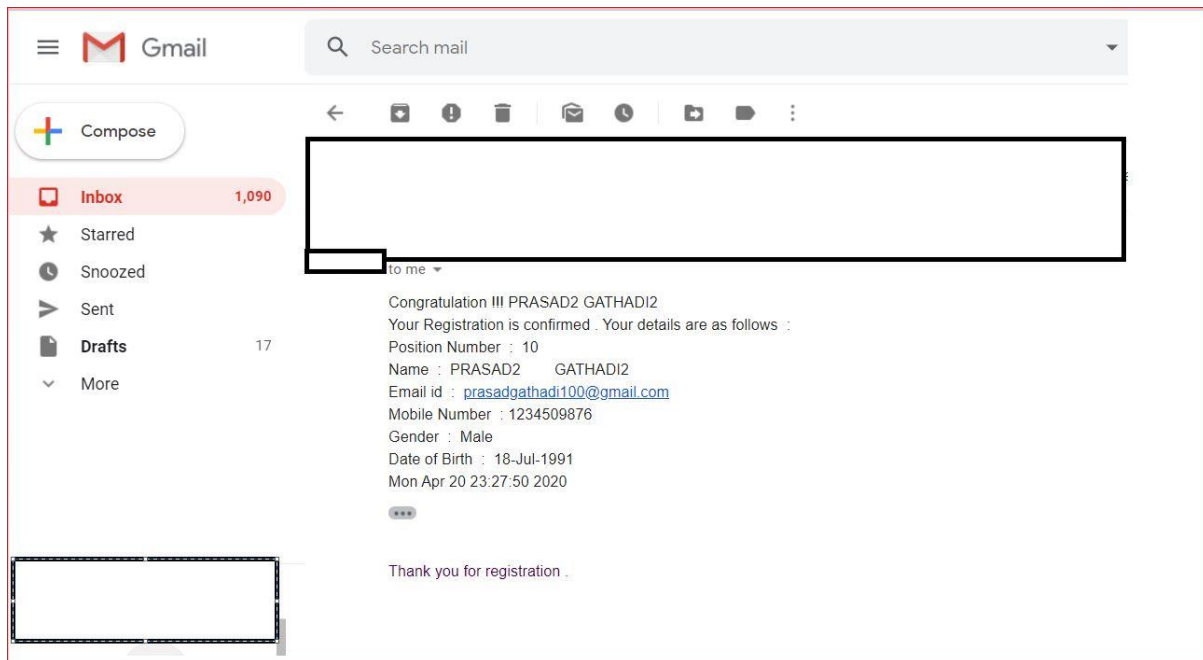 Gmail
Search mail
Compose
Inbox 1,090
Starred
Snoozed
Sent
Drafts 17
More
to me
Congratulation !!! PRASAD2 GATHADI2
Your Registration is confirmed . Your details are as follows :
Position Number : 10
Name : PRASAD2 GATHADI2
Email id : prasadgathadi100@gmail.com
Mobile Number : 1234509876
Gender : Male
Date of Birth : 18-Jul-1991
Mon Apr 20 23:27:50 2020
Thank you for registration .